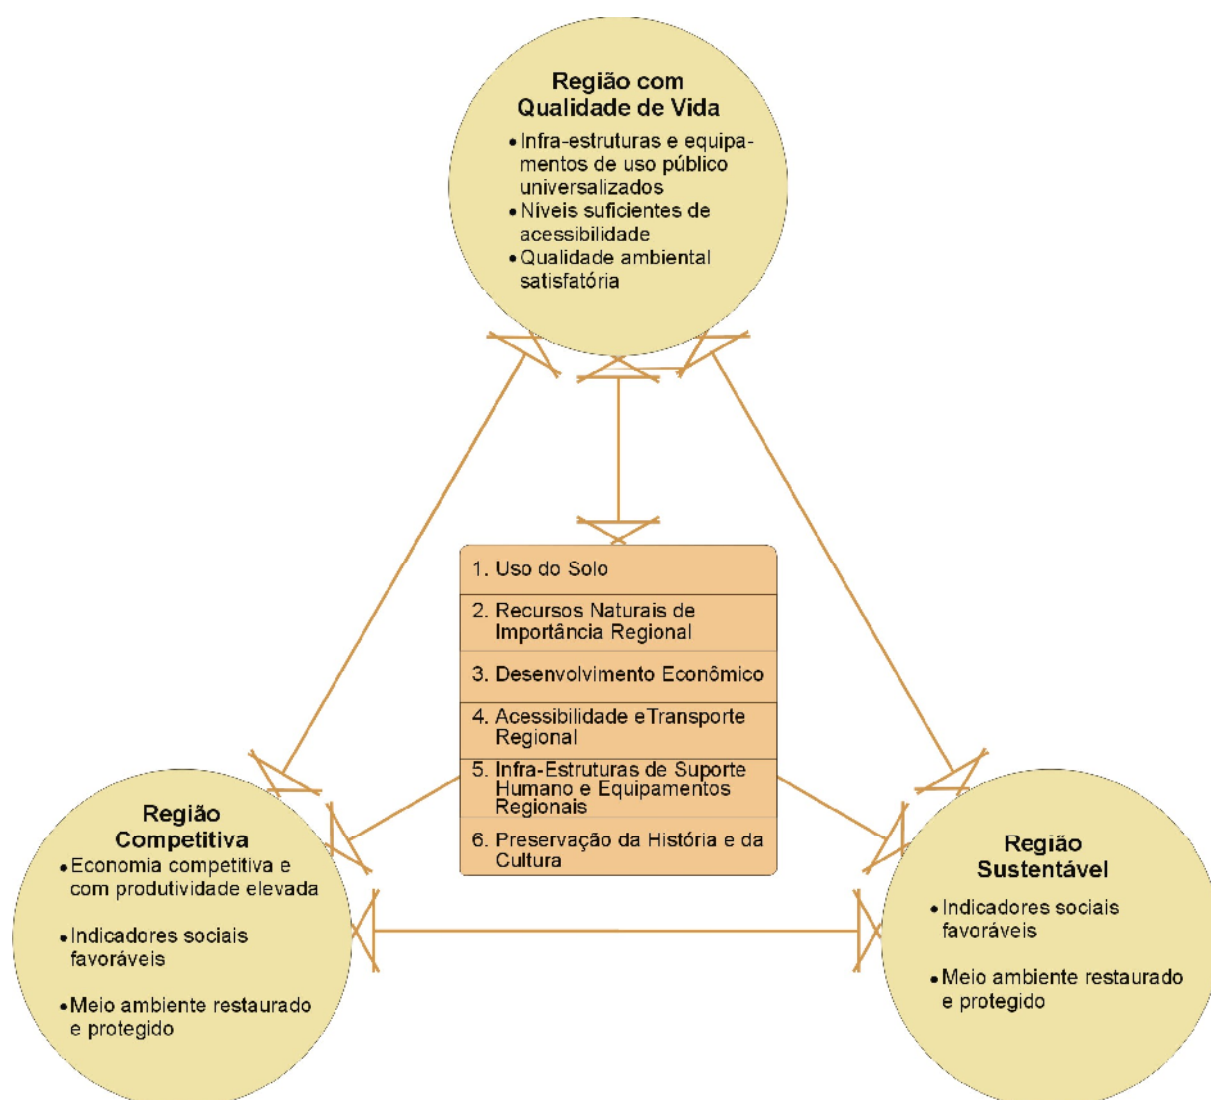 Região com
Qualidade de Vida
•Infra-estruturas e equipa-
mentos de uso público
universalizados
•Níveis suficientes de
acessibilidade
•Qualidade ambiental
satisfatória
1. Uso do Solo
2. Recursos Naturais de
Importância Regional
3. Desenvolvimento Econômico
4. Acessibilidade eTransporte
Regional
5. Infra-Estruturas de Suporte
Humano e Equipamentos
Regionais
6. Preservação da História e da
Cultura
Região
Competitiva
•Economia competitiva e
com produtividade elevada
•Indicadores sociais
favoráveis
•Meio ambiente restaurado
e protegido
Região
Sustentável
•Indicadores sociais
favoráveis
•Meio ambiente restaurado
e protegido